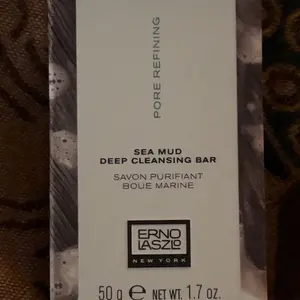 PORE REFINING
SEA MUD
DEEP CLEANSING BAR
SAVON PURIFIANT
BOUE MARINE
ERNO
LASZLO
NEW YORK
50 g ℮ NET WT. 1.7 oz.